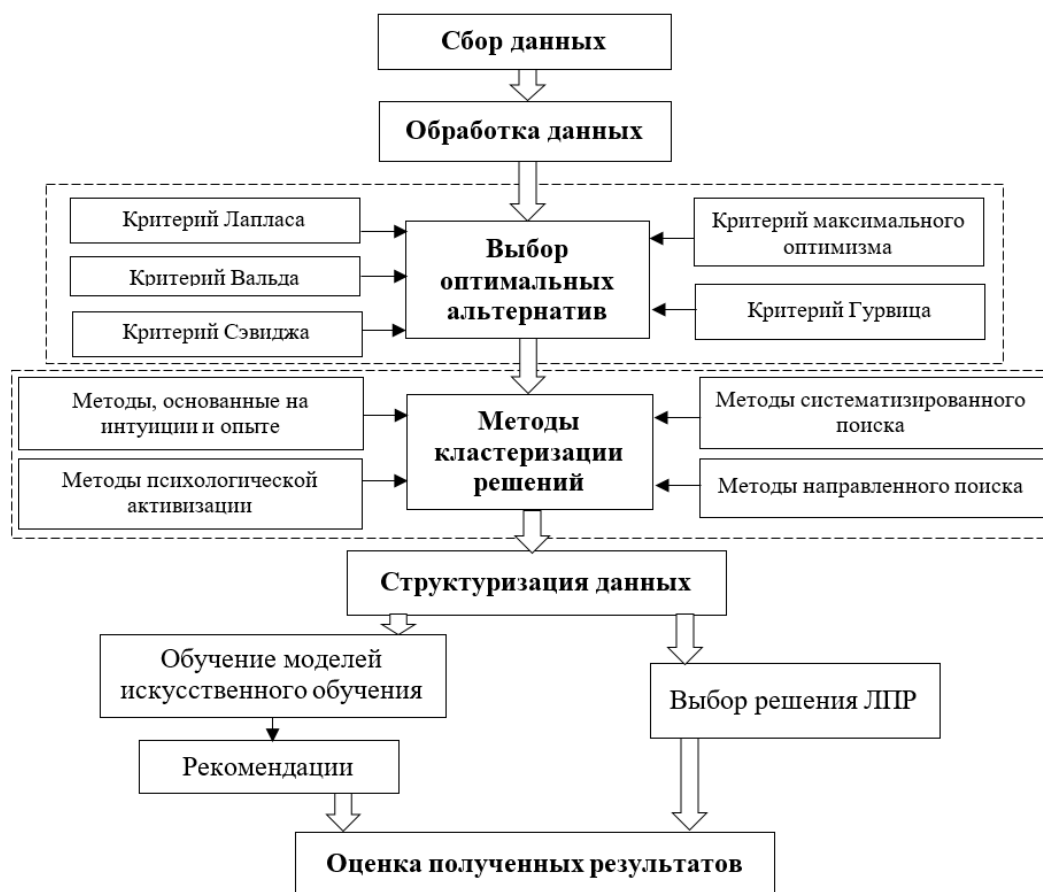 Сбор данных
Обработка данных
Критерий Лапласа
Критерий Вальда
Критерий Сэвиджа
Выбор
оптимальных
альтернатив
Критерий максимального
оптимизма
Критерий Гурвица
Методы, основанные на
интуиции и опыте
Методы психологической
активизации
Методы
кластеризации
решений
Методы систематизированного
поиска
Методы направленного поиска
Структуризация данных
Обучение моделей
искусственного обучения
Рекомендации
Выбор решения ЛПР
Оценка полученных результатов